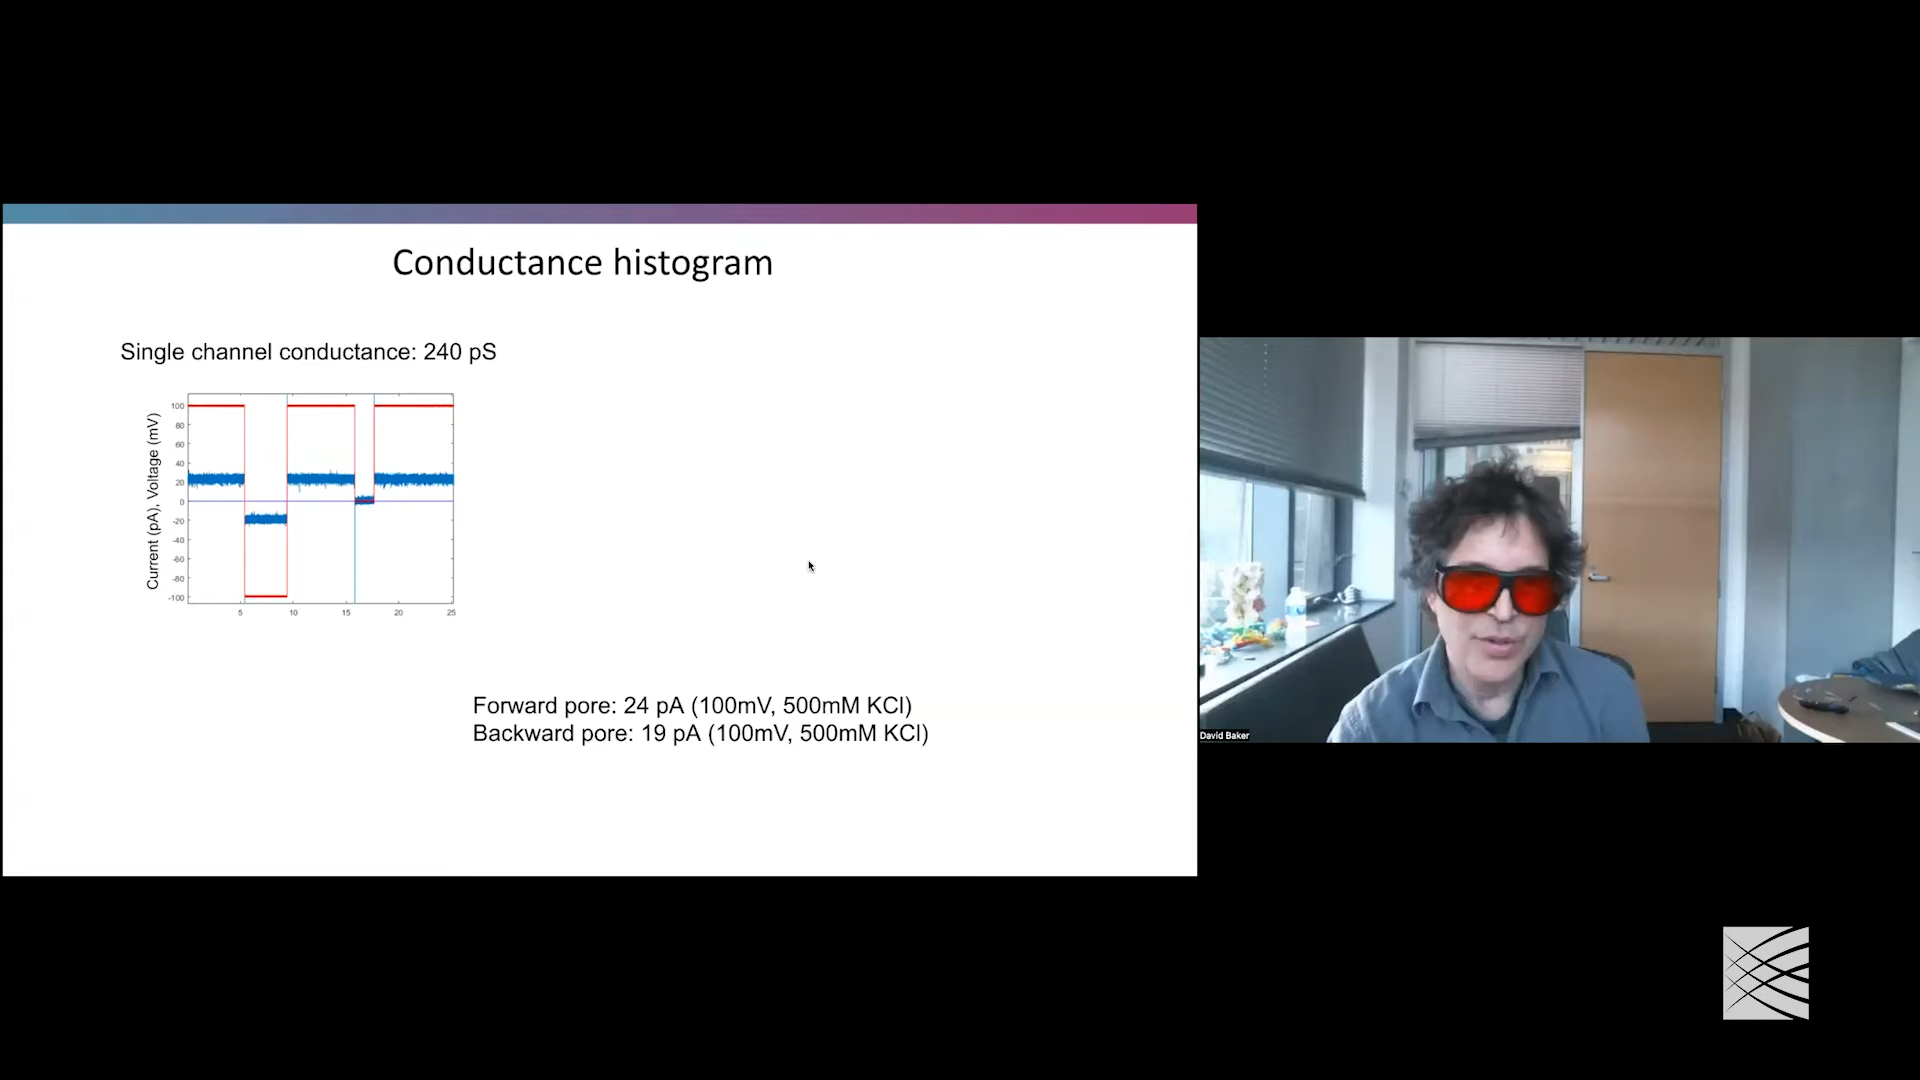 Conductance histogram
Single channel conductance: 240 pS
Current (pA), Voltage (mV)
100
80
60
40
20
0
-20
-40
-60
-80
-100
5
10
15
20
25
Forward pore: 24 pA (100mV, 500mM KCl)
Backward pore: 19 pA (100mV, 500mM KCl)
David Baker